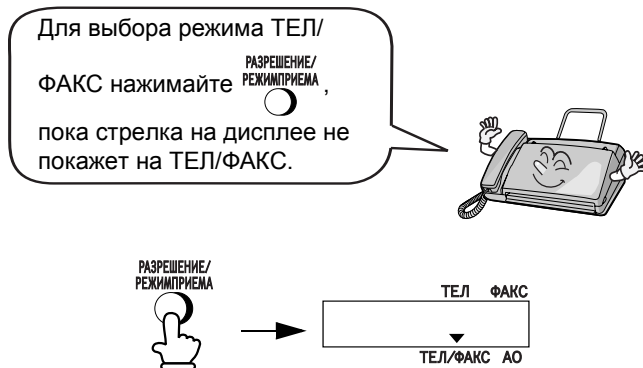 Для выбора режима ТЕЛ/
РАЗРЕШЕНИЕ/
ФАКС нажимайте РЕЖИМПРИЕМА ,
пока стрелка на дисплее не
покажет на ТЕЛ/ФАКС.
РАЗРЕШЕНИЕ/
РЕЖИМПРИЕМА
ТЕЛ ФАКС
ТЕЛ/ФАКС АО